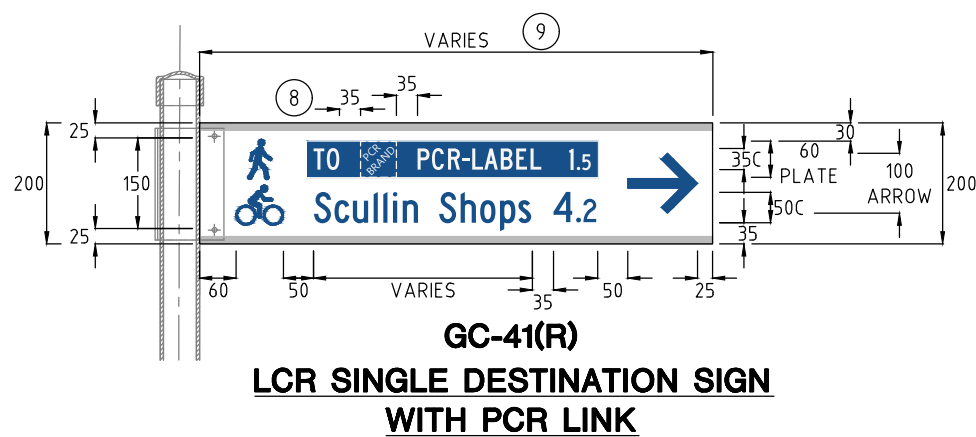 VARIES 9
8 35 35
25 30
TO PCR BRAND PCR-LABEL 1.5
35C 60 PLATE
200 150 100 ARROW 200
Scullin Shops 4.2
50C
25 35
60 50 VARIES 35 50 25
GC-41(R)
LCR SINGLE DESTINATION SIGN
WITH PCR LINK